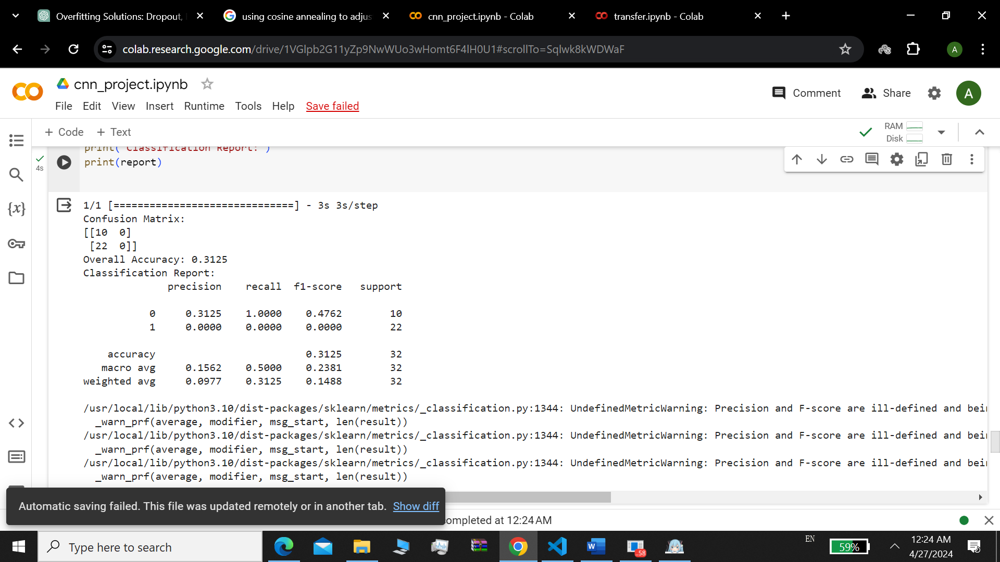 Overfitting Solutions: Dropout,
using cosine annealing to adjus
cnn_project.ipynb - Colab
transfer.ipynb - Colab
colab.research.google.com/drive/1VGlpb2G11yZp9NwWUo3wHomt6F4lH0U1#scrollTo=Sqlwk8kWDWaF
A
cnn_project.ipynb
File Edit View Insert Runtime Tools Help Save failed
Comment
Share
A
+ Code + Text
RAM
Disk
print("Classification Report:")
4s
print(report)
1/1 [==============================] - 3s 3s/step
Confusion Matrix:
[[10  0]
 [22  0]]
Overall Accuracy: 0.3125
Classification Report:
              precision    recall  f1-score   support
           0     0.3125    1.0000    0.4762        10
           1     0.0000    0.0000    0.0000        22
    accuracy                         0.3125        32
   macro avg     0.1562    0.5000    0.2381        32
weighted avg     0.0977    0.3125    0.1488        32
/usr/local/lib/python3.10/dist-packages/sklearn/metrics/_classification.py:1344: UndefinedMetricWarning: Precision and F-score are ill-defined and bein
  _warn_prf(average, modifier, msg_start, len(result))
/usr/local/lib/python3.10/dist-packages/sklearn/metrics/_classification.py:1344: UndefinedMetricWarning: Precision and F-score are ill-defined and bein
  _warn_prf(average, modifier, msg_start, len(result))
/usr/local/lib/python3.10/dist-packages/sklearn/metrics/_classification.py:1344: UndefinedMetricWarning: Precision and F-score are ill-defined and bein
  _warn_prf(average, modifier, msg_start, len(result))
Automatic saving failed. This file was updated remotely or in another tab. Show diff
ompleted at 12:24 AM
Type here to search
..58
EN
59%
12:24 AM
4/27/2024